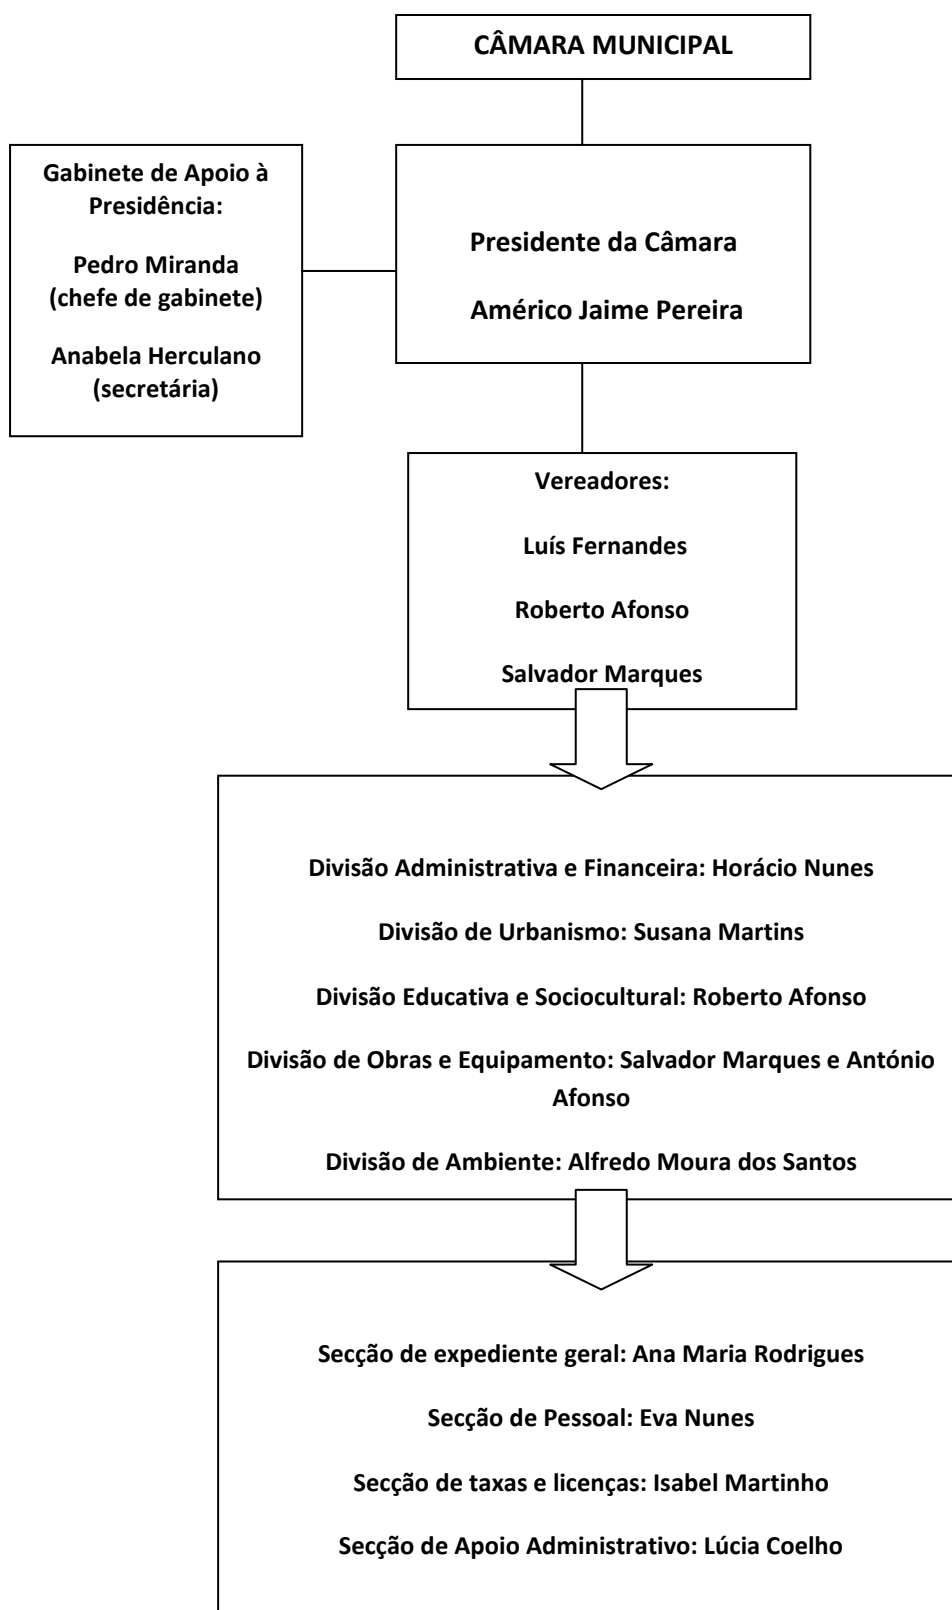 CÂMARA MUNICIPAL
Gabinete de Apoio à
Presidência:
Pedro Miranda
(chefe de gabinete)
Anabela Herculano
(secretária)
Presidente da Câmara
Américo Jaime Pereira
Vereadores:
Luís Fernandes
Roberto Afonso
Salvador Marques
Divisão Administrativa e Financeira: Horácio Nunes
Divisão de Urbanismo: Susana Martins
Divisão Educativa e Sociocultural: Roberto Afonso
Divisão de Obras e Equipamento: Salvador Marques e António
Afonso
Divisão de Ambiente: Alfredo Moura dos Santos
Secção de expediente geral: Ana Maria Rodrigues
Secção de Pessoal: Eva Nunes
Secção de taxas e licenças: Isabel Martinho
Secção de Apoio Administrativo: Lúcia Coelho